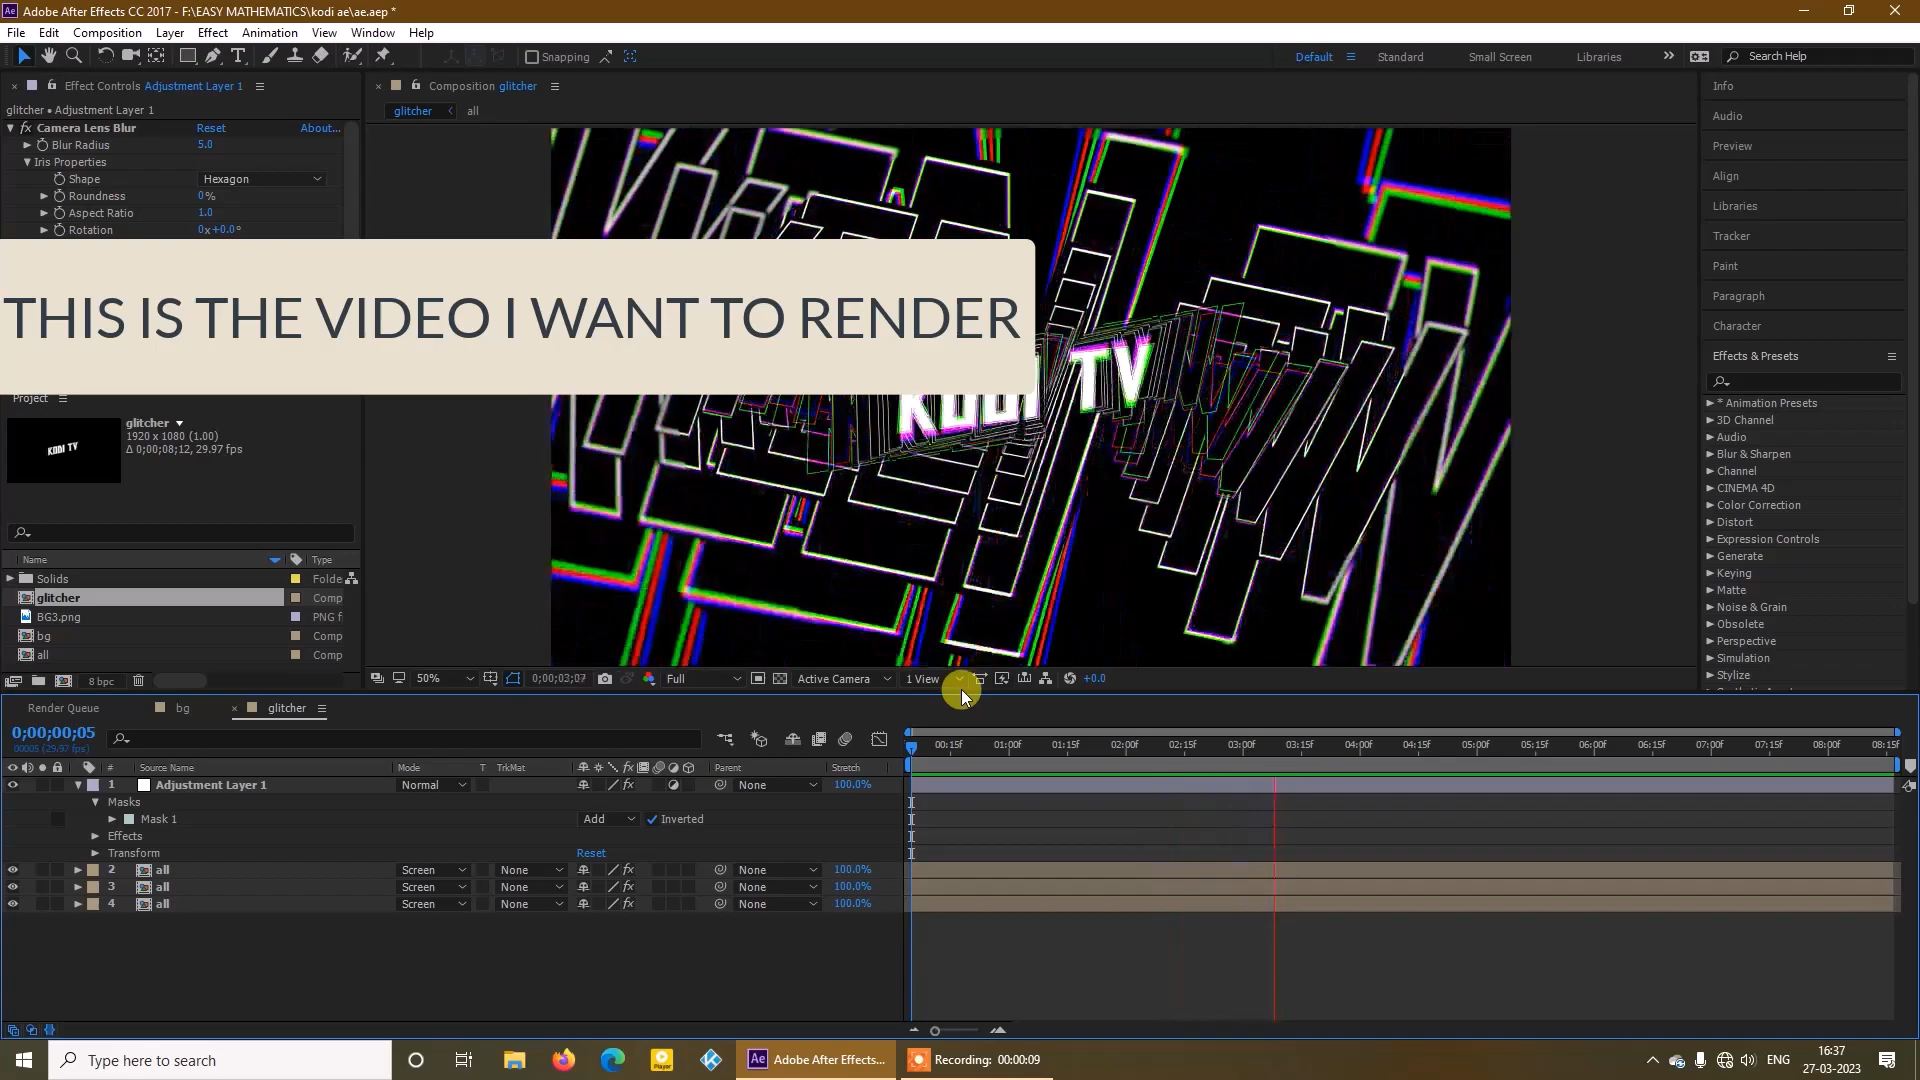 Adobe After Effects CC 2017 - F:\EASY MATHEMATICS\kodi ae\ae.aep *
File Edit Composition Layer Effect Animation View Window Help
Snapping
Default Standard Small Screen Libraries
Search Help
Effect Controls Adjustment Layer 1
Composition glitcher
glitcher • Adjustment Layer 1
glitcher all
fx Camera Lens Blur Reset About...
Blur Radius 5.0
Iris Properties
Shape Hexagon
Roundness 0%
Aspect Ratio 1.0
Rotation 0x+0.0°
THIS IS THE VIDEO I WANT TO RENDER
KODI TV
Info
Audio
Preview
Align
Libraries
Tracker
Paint
Paragraph
Character
Effects & Presets
* Animation Presets
3D Channel
Audio
Blur & Sharpen
Channel
CINEMA 4D
Color Correction
Distort
Expression Controls
Generate
Keying
Matte
Noise & Grain
Obsolete
Perspective
Simulation
Stylize
Project
KODI TV
glitcher
1920 x 1080 (1.00)
Δ 0;00;08;12, 29.97 fps
Name Type
Solids Folde
glitcher Comp
BG3.png PNG f
bg Comp
all Comp
8 bpc
50% 0;00;03;07 Full Active Camera 1 View +0.0
Render Queue bg glitcher
0;00;00;05
00005 (29.97 fps)
00:15f 01:00f 01:15f 02:00f 02:15f 03:00f 03:15f 04:00f 04:15f 05:00f 05:15f 06:00f 06:15f 07:00f 07:15f 08:00f 08:15f
# Source Name Mode T TrkMat fx Parent Stretch
1 Adjustment Layer 1 Normal fx None 100.0%
Masks
Mask 1 Add Inverted
Effects
Transform Reset
2 all Screen None fx None 100.0%
3 all Screen None fx None 100.0%
4 all Screen None fx None 100.0%
Type here to search
Player
Ae Adobe After Effects...
Recording: 00:00:09
ENG
16:37
27-03-2023